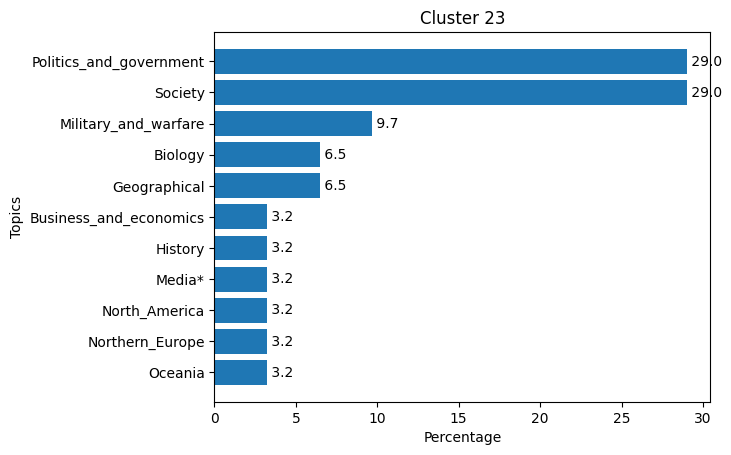 Cluster 23
Topics
Politics_and_government 29.0
Society 29.0
Military_and_warfare 9.7
Biology 6.5
Geographical 6.5
Business_and_economics 3.2
History 3.2
Media* 3.2
North_America 3.2
Northern_Europe 3.2
Oceania 3.2
0 5 10 15 20 25 30
Percentage